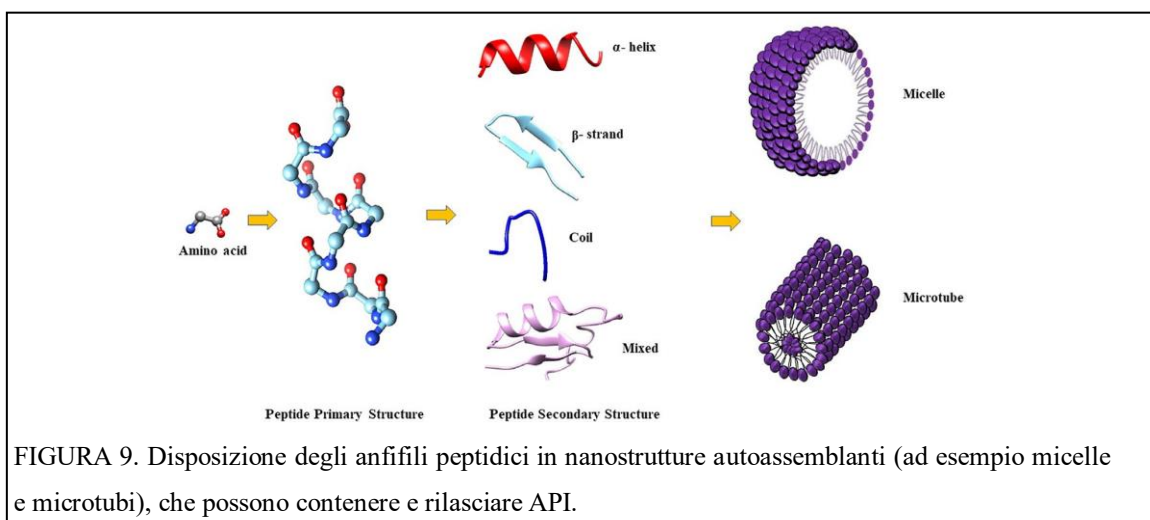 α- helix
Micelle
β- strand
Amino acid
Coil
Microtube
Mixed
Peptide Primary Structure
Peptide Secondary Structure
FIGURA 9. Disposizione degli anfifili peptidici in nanostrutture autoassemblanti (ad esempio micelle
e microtubi), che possono contenere e rilasciare API.